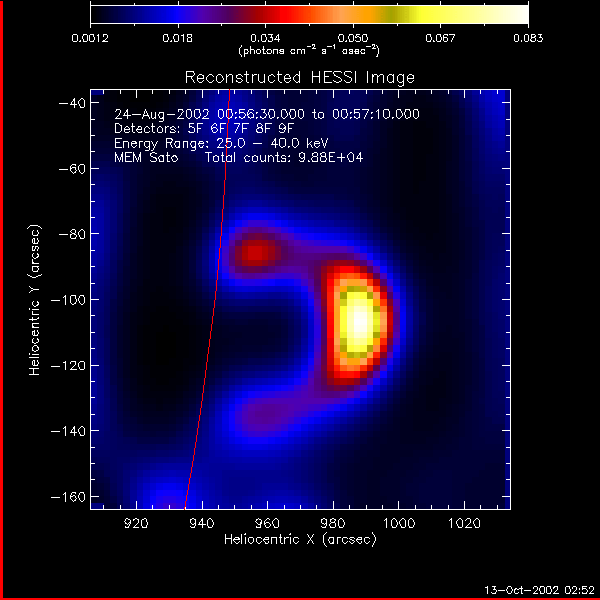 0.0012 0.018 0.034 0.050 0.067 0.083
(photons cm⁻² s⁻¹ asec⁻²)
Reconstructed HESSI Image
24-Aug-2002 00:56:30.000 to 00:57:10.000
Detectors: 5F 6F 7F 8F 9F
Energy Range: 25.0 - 40.0 keV
MEM Sato Total counts: 9.88E+04
-40
-60
-80
-100
-120
-140
-160
Heliocentric Y (arcsec)
920 940 960 980 1000 1020
Heliocentric X (arcsec)
13-Oct-2002 02:52